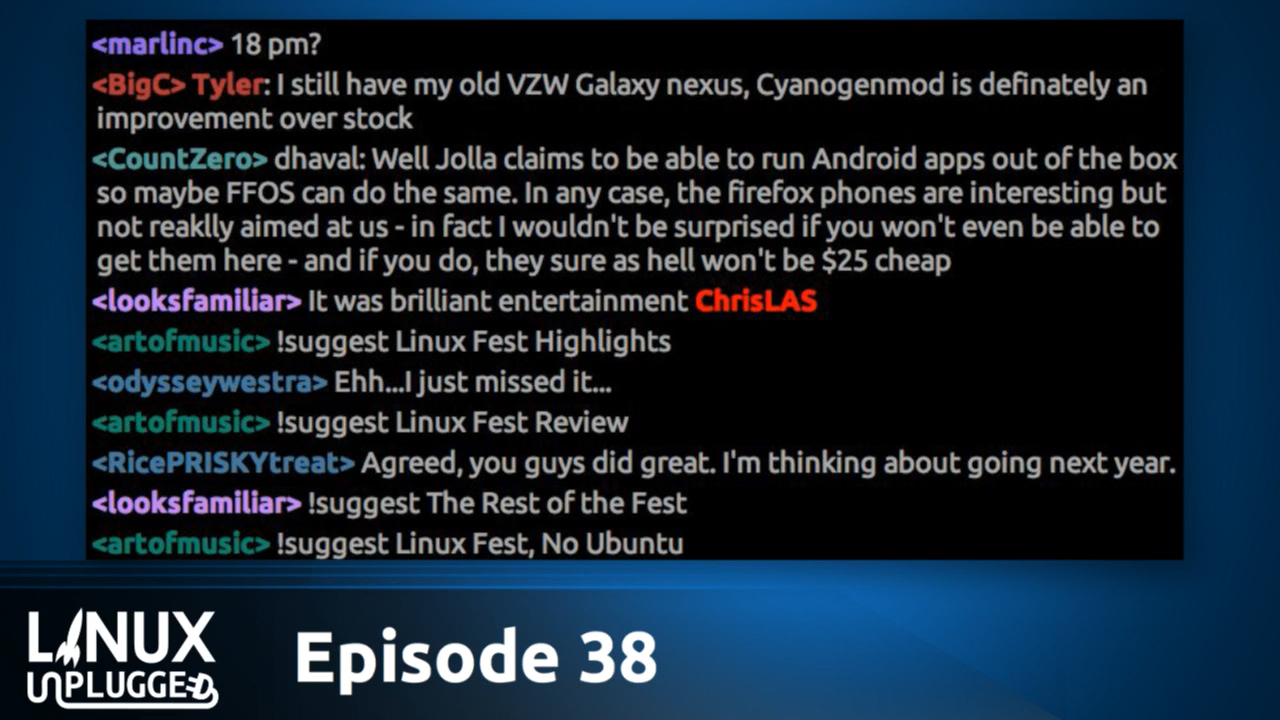 <marlinc> 18 pm?
<BigC> Tyler: I still have my old VZW Galaxy nexus, Cyanogenmod is definately an
improvement over stock
<CountZero> dhaval: Well Jolla claims to be able to run Android apps out of the box
so maybe FFOS can do the same. In any case, the firefox phones are interesting but
not reaklly aimed at us - in fact I wouldn't be surprised if you won't even be able to
get them here - and if you do, they sure as hell won't be $25 cheap
<looksfamiliar> It was brilliant entertainment ChrisLAS
<artofmusic> !suggest Linux Fest Highlights
<odysseywestra> Ehh...I just missed it...
<artofmusic> !suggest Linux Fest Review
<RicePRISKYtreat> Agreed, you guys did great. I'm thinking about going next year.
<looksfamiliar> !suggest The Rest of the Fest
<artofmusic> !suggest Linux Fest, No Ubuntu
LINUX
UNPLUGGED
Episode 38